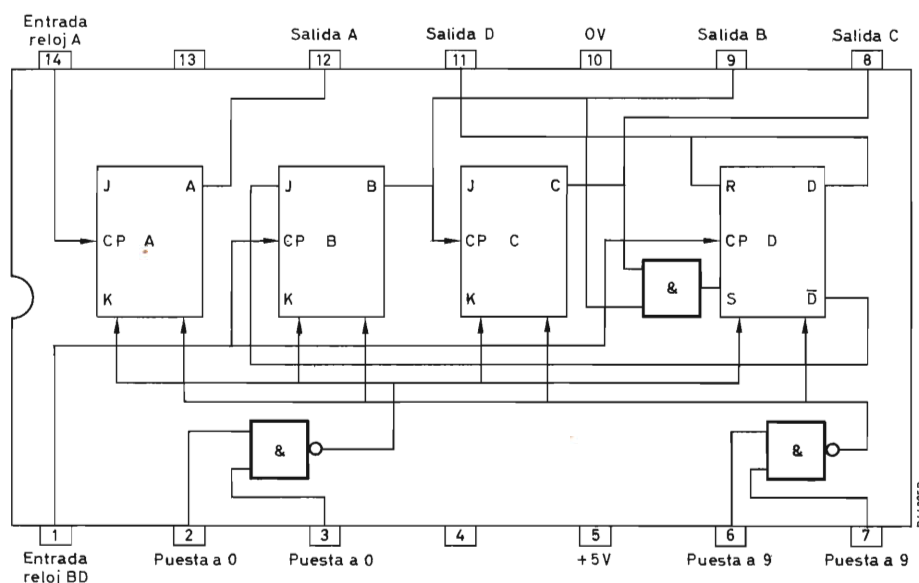 Entrada
reloj A
Salida A
Salida D
0V
Salida B
Salida C
14
13
12
11
10
9
8
J
A
J
B
J
C
R
D
CP A
CP B
CP C
CP D
K
K
K
&
S
D̅
&
&
1
2
3
4
5
6
7
Entrada
reloj BD
Puesta a 0
Puesta a 0
+5V
Puesta a 9
Puesta a 9